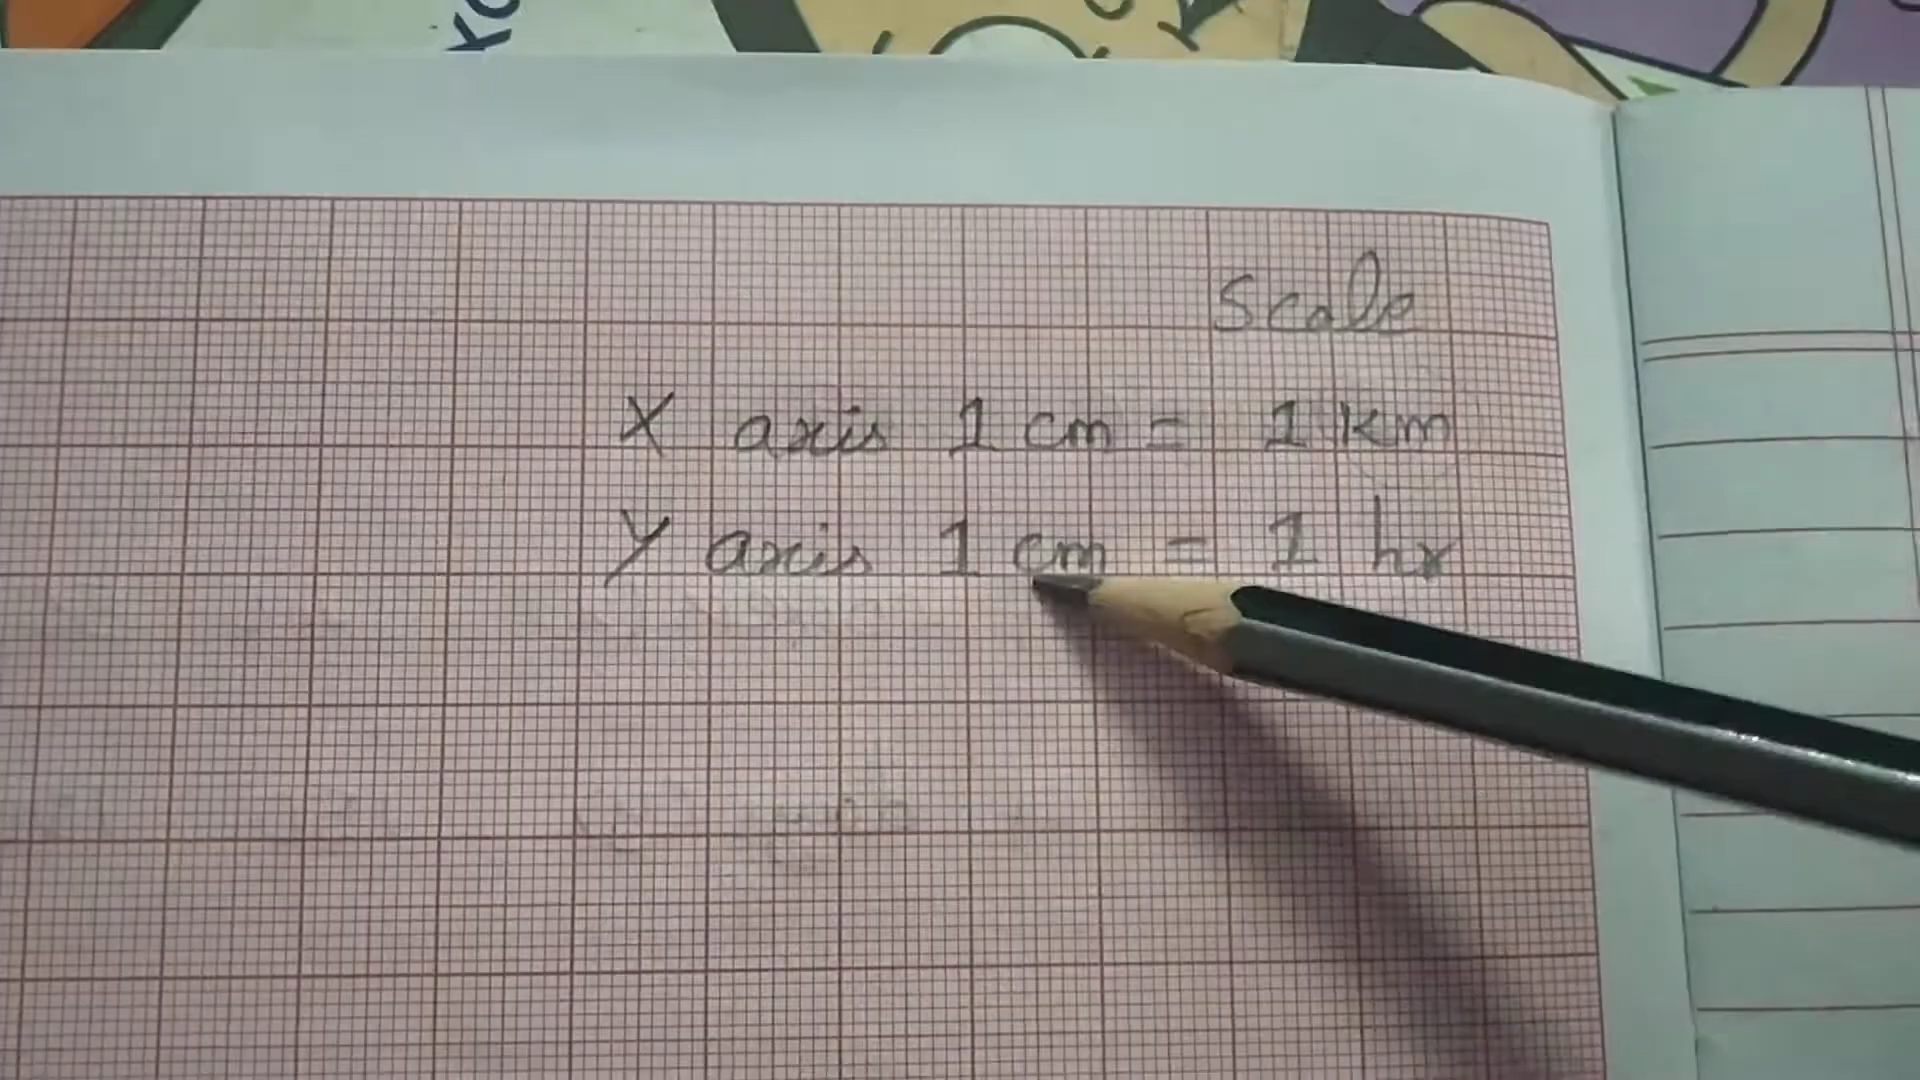 Scale
X axis 1 cm = 1 km
Y axis 1 cm = 1 hr